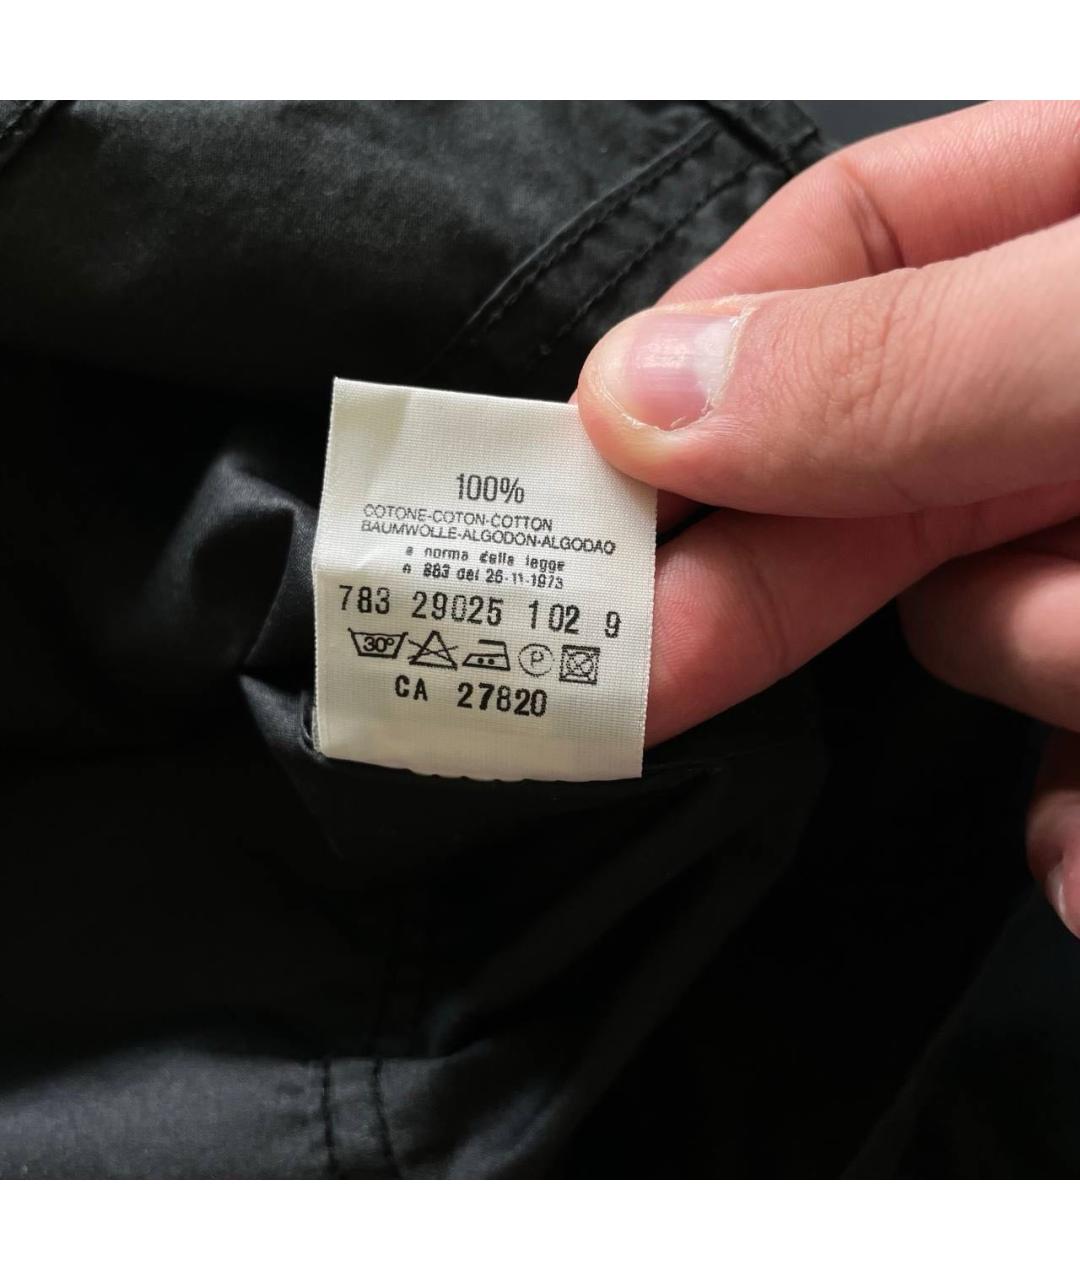 100%
COTONE-COTON-COTTON
BAUMWOLLE-ALGODON-ALGODAO
a norma della legge
n 883 del 26-11-1973
783 29025 102 9
30° P
CA 27820